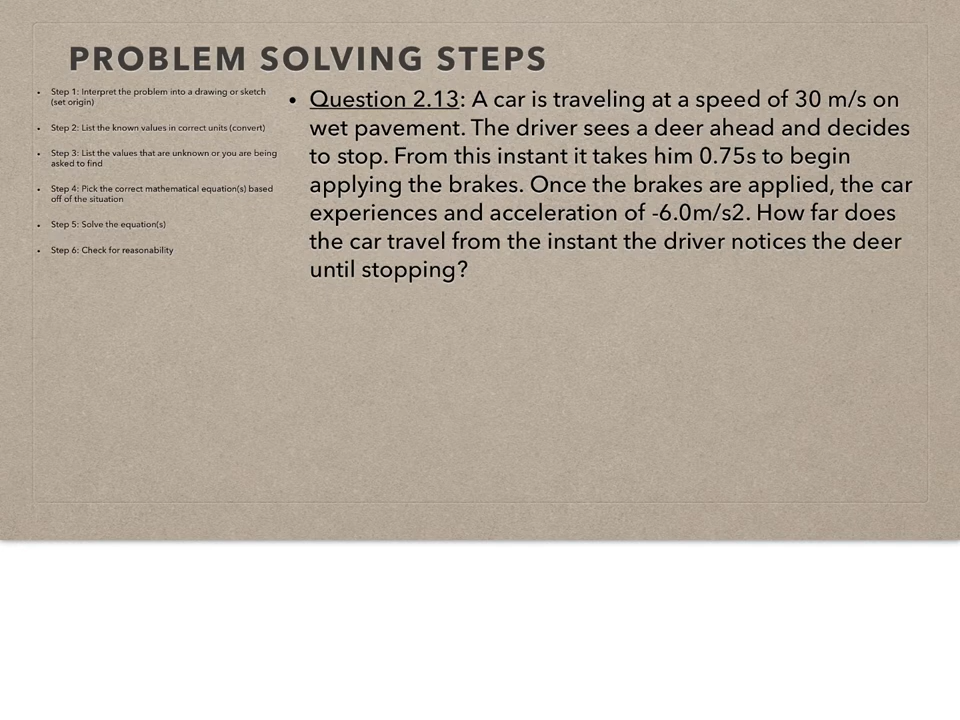 PROBLEM SOLVING STEPS
• Step 1: Interpret the problem into a drawing or sketch
(set origin)
• Step 2: List the known values in correct units (convert)
• Step 3: List the values that are unknown or you are being
asked to find
• Step 4: Pick the correct mathematical equation(s) based
off of the situation
• Step 5: Solve the equation(s)
• Step 6: Check for reasonability
• Question 2.13: A car is traveling at a speed of 30 m/s on
wet pavement. The driver sees a deer ahead and decides
to stop. From this instant it takes him 0.75s to begin
applying the brakes. Once the brakes are applied, the car
experiences and acceleration of -6.0m/s2. How far does
the car travel from the instant the driver notices the deer
until stopping?